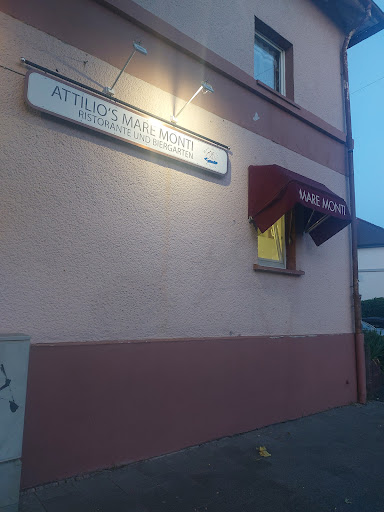 ATTILIO'S MARE MONTI
RISTORANTE UND BIERGARTEN
MARE MONTI